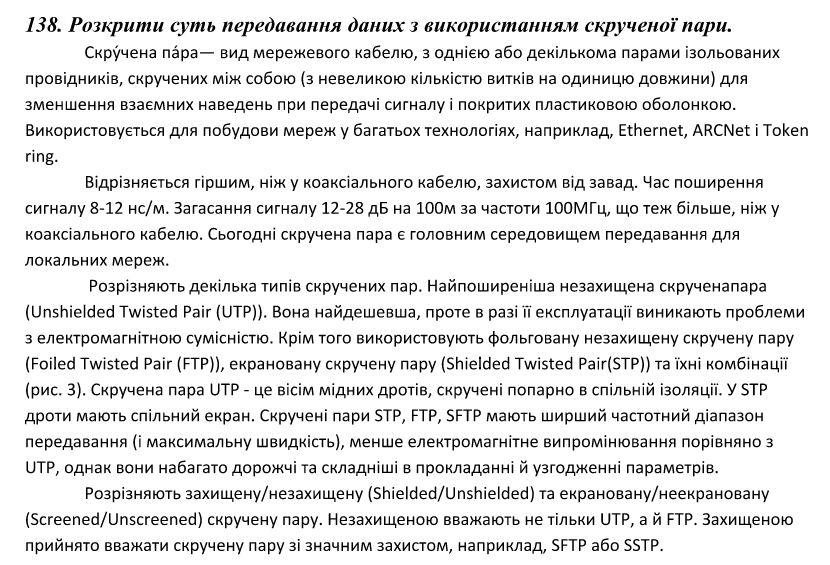 138. Розкрити суть передавання даних з використанням скрученої пари.
Скру́чена па́ра— вид мережевого кабелю, з однією або декількома парами ізольованих
провідників, скручених між собою (з невеликою кількістю витків на одиницю довжини) для
зменшення взаємних наведень при передачі сигналу і покритих пластиковою оболонкою.
Використовується для побудови мереж у багатьох технологіях, наприклад, Ethernet, ARCNet і Token
ring.
Відрізняється гіршим, ніж у коаксіального кабелю, захистом від завад. Час поширення
сигналу 8-12 нс/м. Загасання сигналу 12-28 дБ на 100м за частоти 100МГц, що теж більше, ніж у
коаксіального кабелю. Сьогодні скручена пара є головним середовищем передавання для
локальних мереж.
Розрізняють декілька типів скручених пар. Найпоширеніша незахищена скрученапара
(Unshielded Twisted Pair (UTP)). Вона найдешевша, проте в разі її експлуатації виникають проблеми
з електромагнітною сумісністю. Крім того використовують фольговану незахищену скручену пару
(Foiled Twisted Pair (FTP)), екрановану скручену пару (Shielded Twisted Pair(STP)) та їхні комбінації
(рис. 3). Скручена пара UTP - це вісім мідних дротів, скручені попарно в спільній ізоляції. У STP
дроти мають спільний екран. Скручені пари STP, FTP, SFTP мають ширший частотний діапазон
передавання (і максимальну швидкість), менше електромагнітне випромінювання порівняно з
UTP, однак вони набагато дорожчі та складніші в прокладанні й узгодженні параметрів.
Розрізняють захищену/незахищену (Shielded/Unshielded) та екрановану/неекрановану
(Screened/Unscreened) скручену пару. Незахищеною вважають не тільки UTP, а й FTP. Захищеною
прийнято вважати скручену пару зі значним захистом, наприклад, SFTP або SSTP.